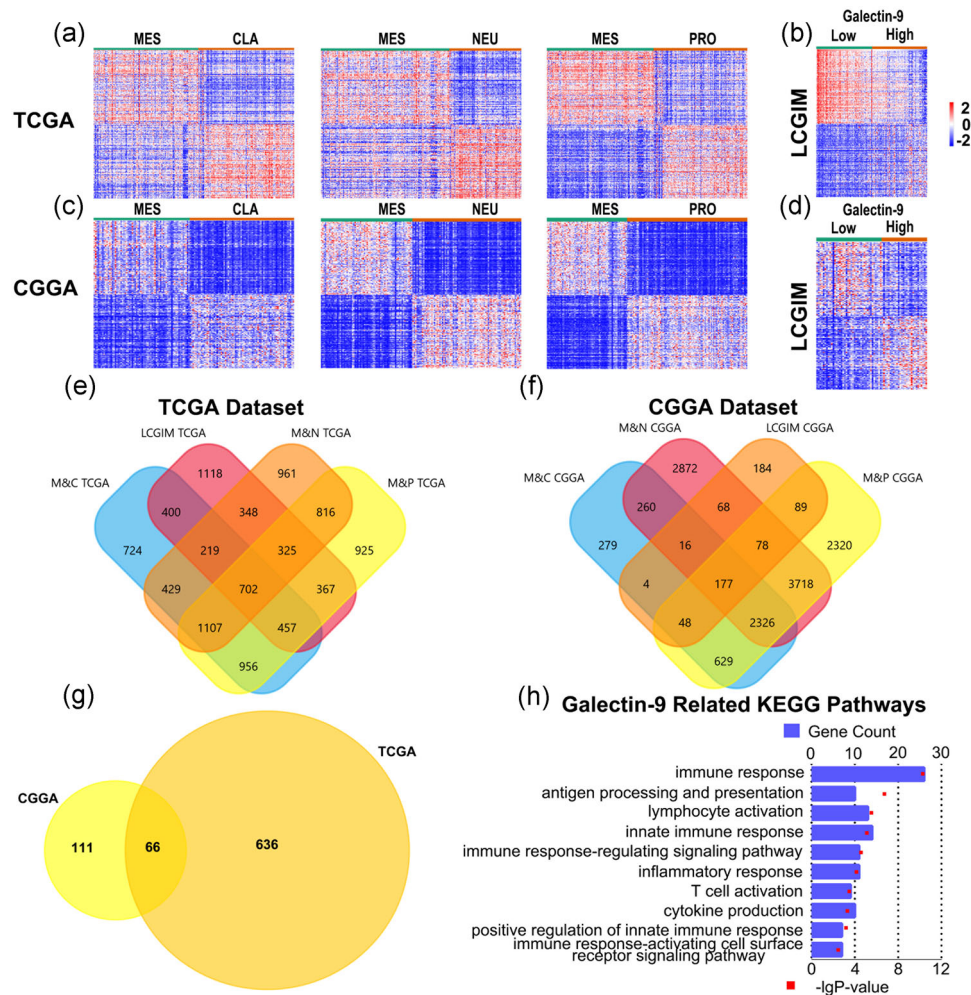 (a)
MES CLA
MES NEU
MES PRO
TCGA
(b)
Galectin-9
Low High
LCGIM
2
0
-2
(c)
MES CLA
MES NEU
MES PRO
CGGA
(d)
Galectin-9
Low High
LCGIM
(e)
TCGA Dataset
LCGIM TCGA M&N TCGA
M&C TCGA M&P TCGA
1118 961
400 348 816
724 219 325 925
429 702 367
1107 457
956
(f)
CGGA Dataset
M&N CGGA LCGIM CGGA
M&C CGGA M&P CGGA
2872 184
260 68 89
279 16 78 2320
4 177 3718
48 2326
629
(g)
TCGA
CGGA
111 66 636
(h) Galectin-9 Related KEGG Pathways
Gene Count
0 10 20 30
immune response
antigen processing and presentation
lymphocyte activation
innate immune response
immune response-regulating signaling pathway
inflammatory response
T cell activation
cytokine production
positive regulation of innate immune response
immune response-activating cell surface
receptor signaling pathway
0 4 8 12
-lgP-value